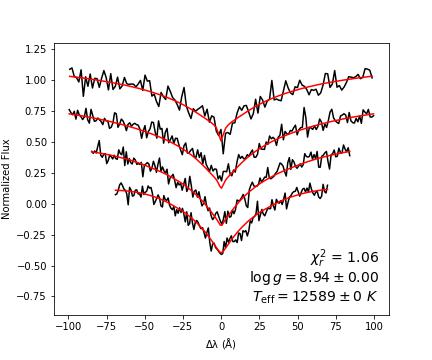 1.25
1.00
0.75
0.50
0.25
0.00
−0.25
−0.50
−0.75
Normalized Flux
χ²ᵣ = 1.06
log g = 8.94 ± 0.00
T_eff = 12589 ± 0 K
−100 −75 −50 −25 0 25 50 75 100
Δλ (Å)